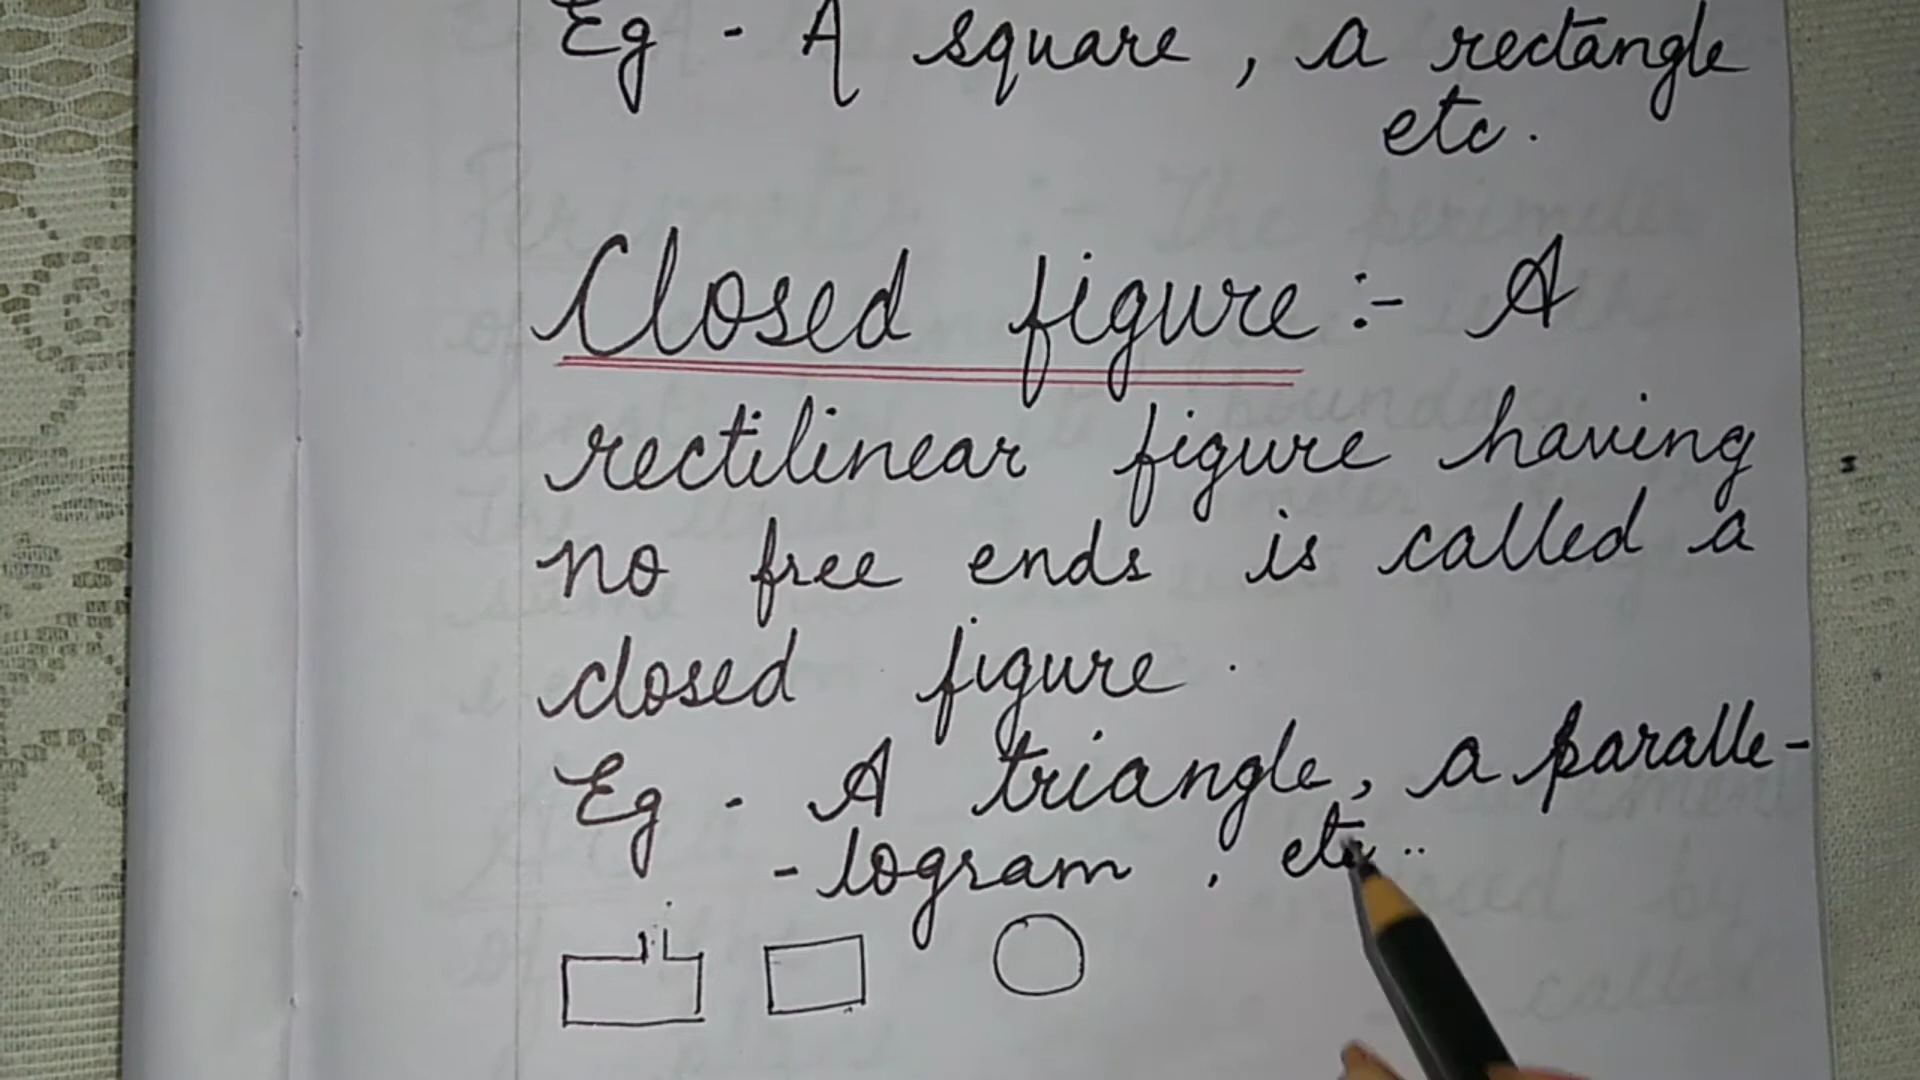 Eg - A square, a rectangle
etc.
Closed figure :- A
rectilinear figure having
no free ends is called a
closed figure.
Eg - A triangle, a paralle-
-logram, etc..